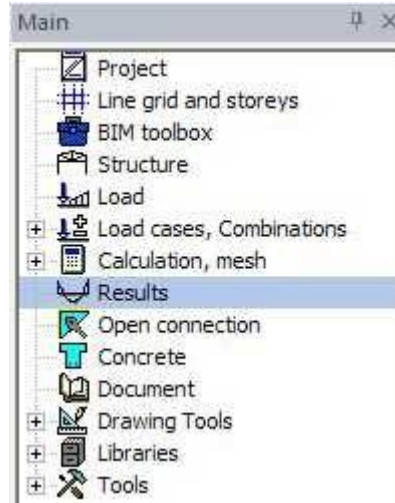 Main
Project
Line grid and storeys
BIM toolbox
Structure
Load
Load cases, Combinations
Calculation, mesh
Results
Open connection
Concrete
Document
Drawing Tools
Libraries
Tools